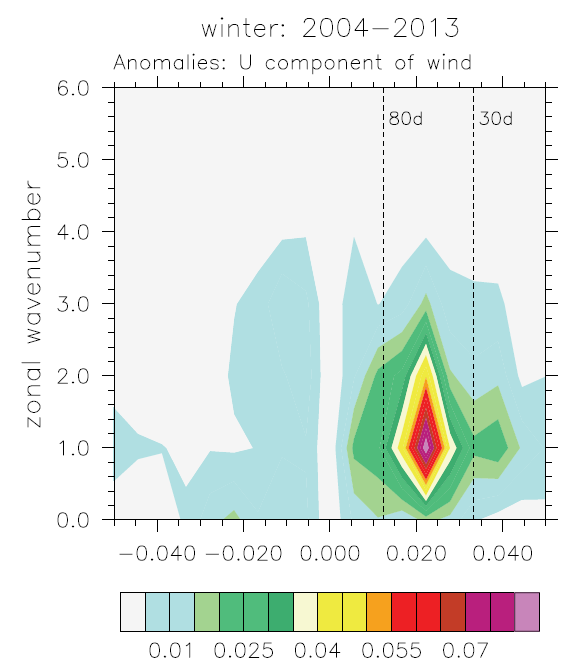 winter: 2004−2013
Anomalies: U component of wind
6.0
80d 30d
5.0
4.0
zonal wavenumber
3.0
2.0
1.0
0.0
−0.040 −0.020 0.000 0.020 0.040
0.01 0.025 0.04 0.055 0.07